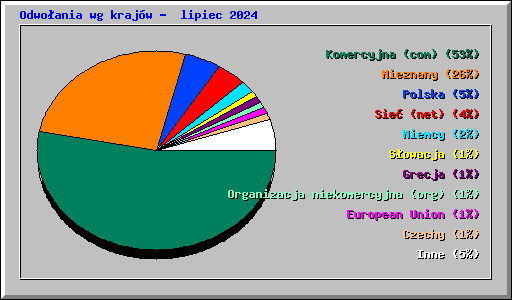 Odwołania wg krajów -  lipiec 2024
Komercyjna (com) (53%)
Nieznany (26%)
Polska (5%)
Sieć (net) (4%)
Niemcy (2%)
Słowacja (1%)
Grecja (1%)
Organizacja niekomercyjna (org) (1%)
European Union (1%)
Czechy (1%)
Inne (5%)